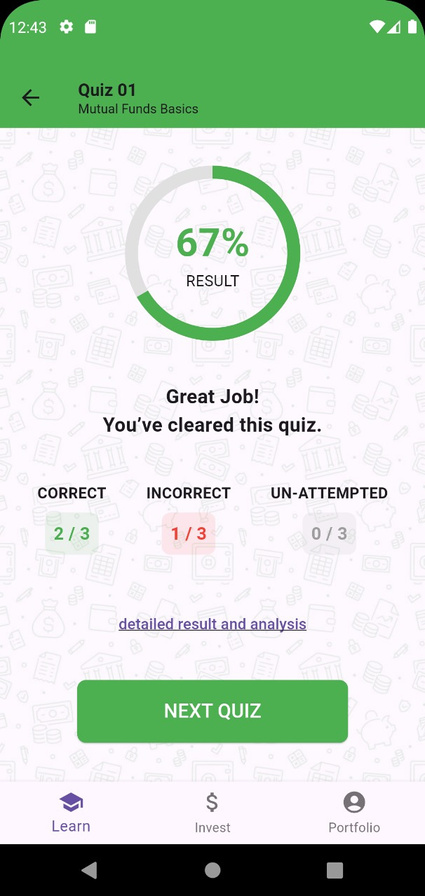 12:43
Quiz 01
Mutual Funds Basics
67%
RESULT
Great Job!
You've cleared this quiz.
CORRECT INCORRECT UN-ATTEMPTED
2 / 3 1 / 3 0 / 3
detailed result and analysis
NEXT QUIZ
Learn Invest Portfolio